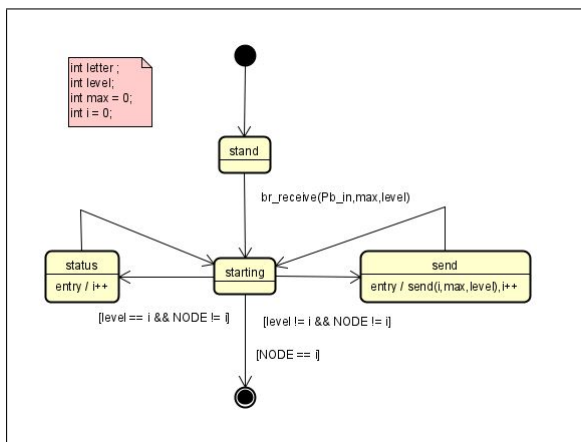 int letter ;
int level;
int max = 0;
int i = 0;
stand
br_receive(Pb_in,max,level)
status
entry / i++
starting
send
entry / send(i,max,level),i++
[level == i && NODE != i]
[level != i && NODE != i]
[NODE == i]